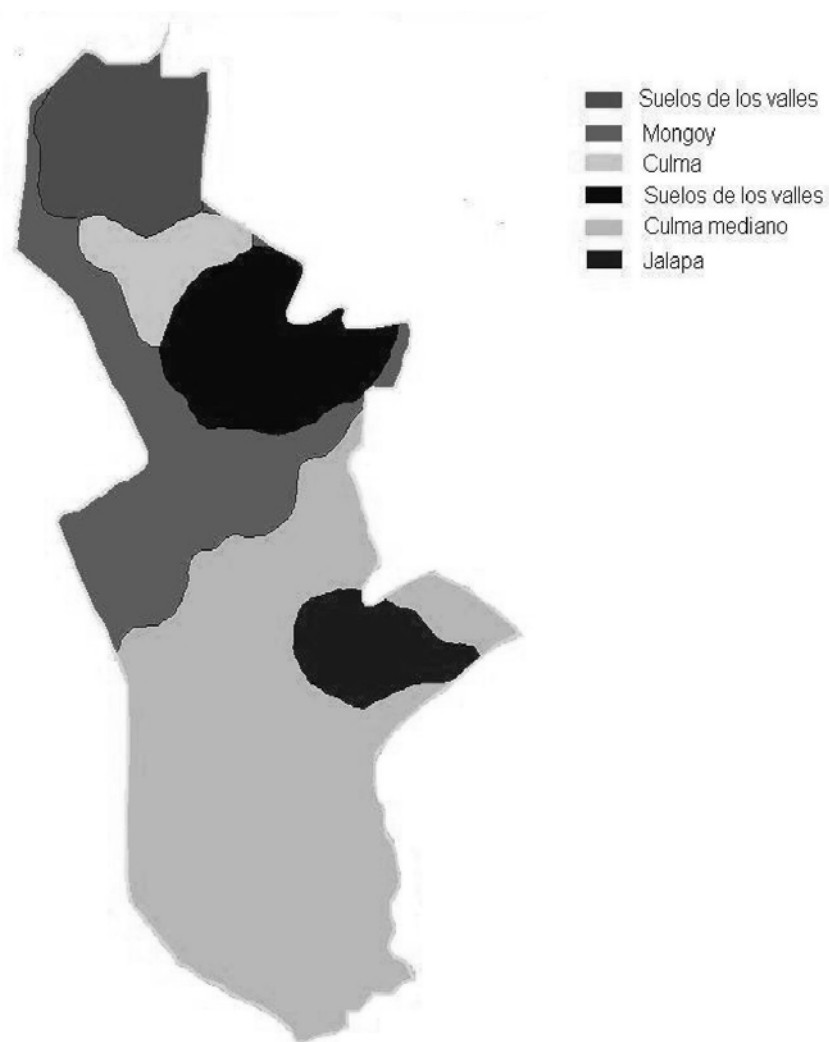 Suelos de los valles
Mongoy
Culma
Suelos de los valles
Culma mediano
Jalapa